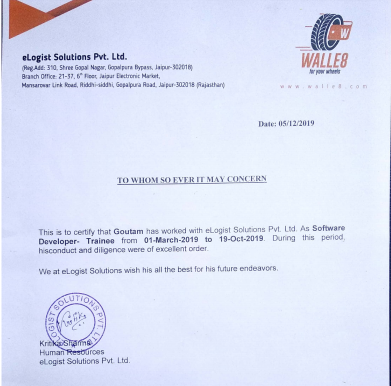 WALLE8
for your wheels
www.walle8.com
eLogist Solutions Pvt. Ltd.
(Reg.Add: 310, Shree Gopal Nagar, Gopalpura Bypass, Jaipur-302018)
Branch Office: 21-37, 6th Floor, Jaipur Electronic Market,
Mansarovar Link Road, Riddhi-siddhi, Gopalpura Road, Jaipur-302018 (Rajasthan)
Date: 05/12/2019
TO WHOM SO EVER IT MAY CONCERN
This is to certify that Goutam has worked with eLogist Solutions Pvt. Ltd. As Software
Developer- Trainee from 01-March-2019 to 19-Oct-2019. During this period,
hisconduct and diligence were of excellent order.
We at eLogist Solutions wish his all the best for his future endeavors.
LOGIST SOLUTIONS PVT. LT
Kritika Sharma
Human Resources
eLogist Solutions Pvt. Ltd.